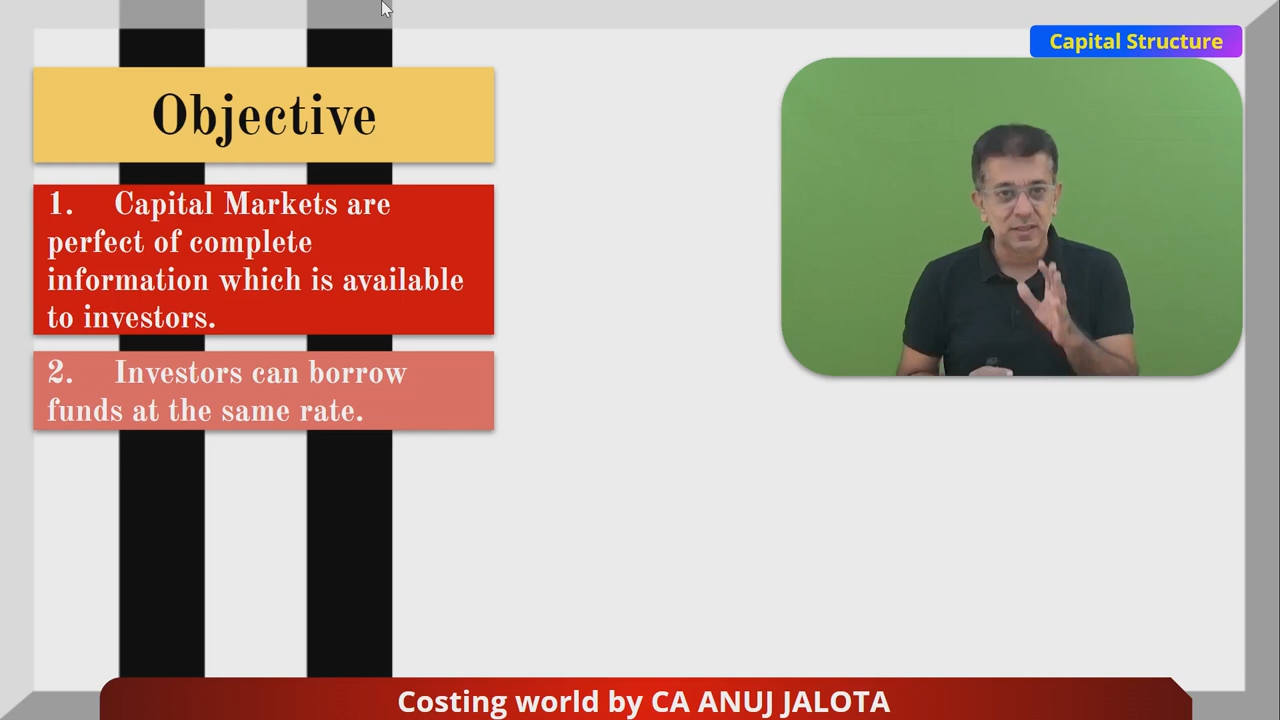 Capital Structure
Objective
1. Capital Markets are
perfect of complete
information which is available
to investors.
2. Investors can borrow
funds at the same rate.
Costing world by CA ANUJ JALOTA